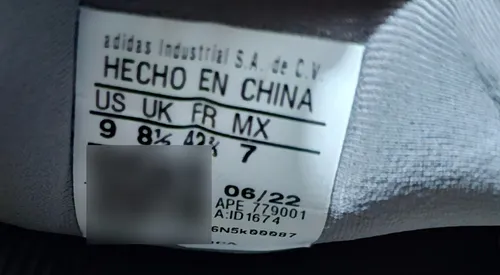 adidas Industrial S.A. de C.V.
HECHO EN CHINA
US UK FR MX
9 8½ 42⅔ 7
06/22
APE 779001
A:ID1674